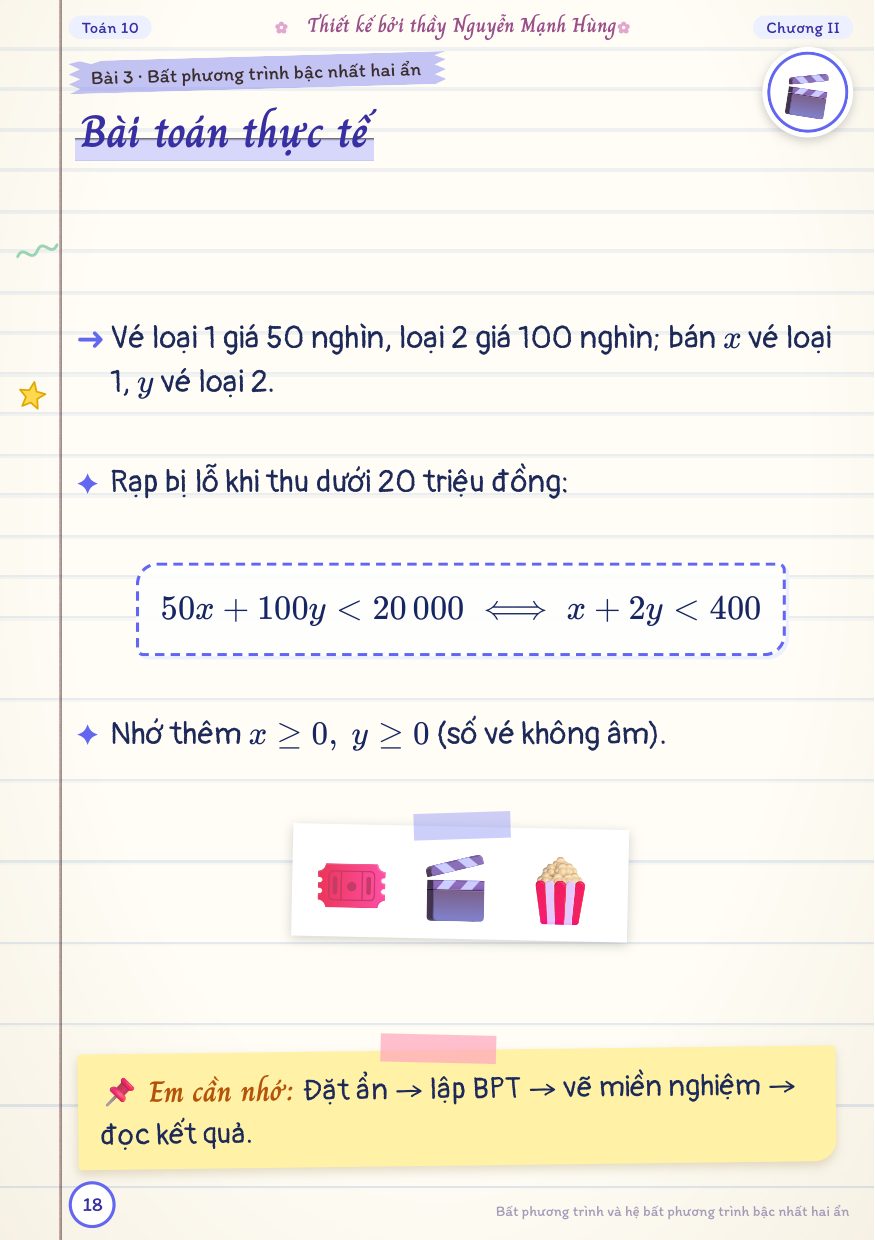 Toán 10
Thiết kế bởi thầy Nguyễn Mạnh Hùng
Chương II
Bài 3 · Bất phương trình bậc nhất hai ẩn
Bài toán thực tế
→ Vé loại 1 giá 50 nghìn, loại 2 giá 100 nghìn; bán x vé loại
1, y vé loại 2.
Rạp bị lỗ khi thu dưới 20 triệu đồng:
50x + 100y < 20 000 ⟺ x + 2y < 400
Nhớ thêm x ≥ 0, y ≥ 0 (số vé không âm).
Em cần nhớ: Đặt ẩn → lập BPT → vẽ miền nghiệm →
đọc kết quả.
18
Bất phương trình và hệ bất phương trình bậc nhất hai ẩn